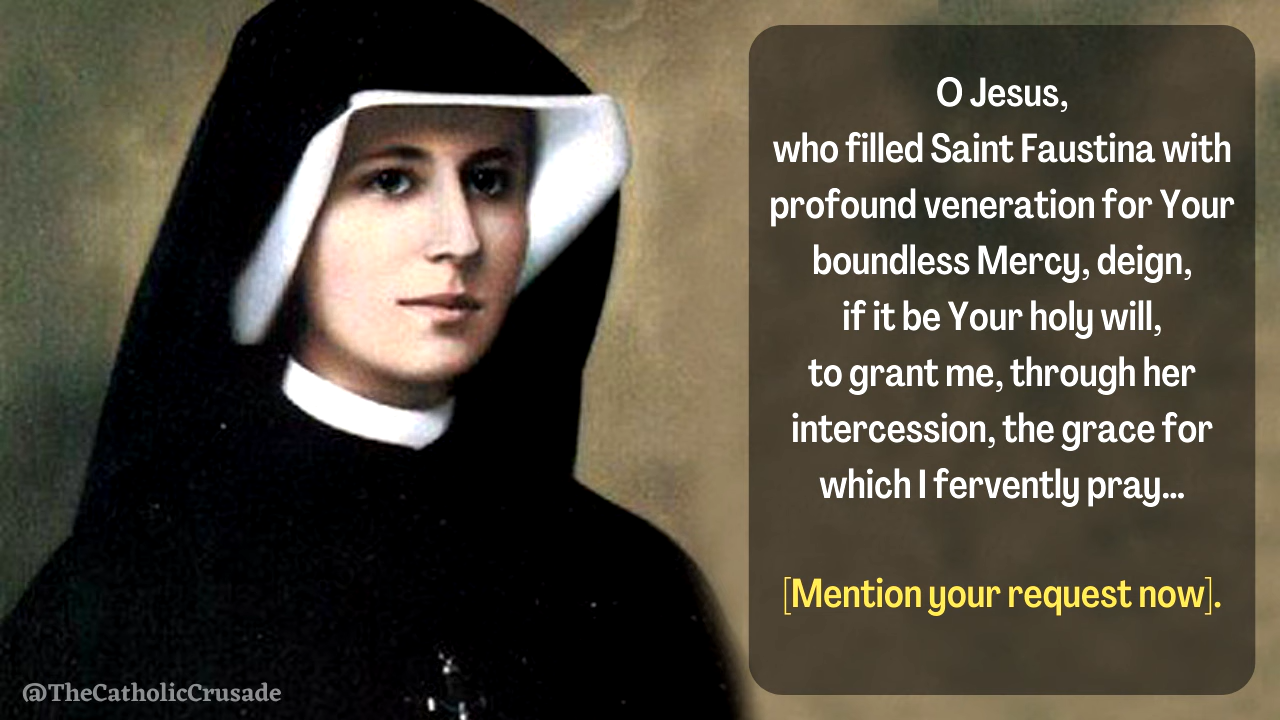 O Jesus,
who filled Saint Faustina with
profound veneration for Your
boundless Mercy, deign,
if it be Your holy will,
to grant me, through her
intercession, the grace for
which I fervently pray...
[Mention your request now].
@TheCatholicCrusade